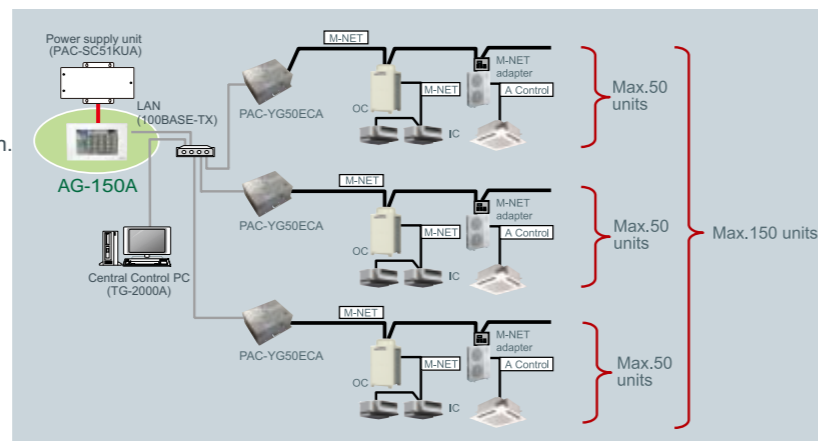 Power supply unit
(PAC-SC51KUA)
LAN
(100BASE-TX)
n.
AG-150A
Central Control PC
(TG-2000A)
PAC-YG50ECA
M-NET
OC
M-NET
IC
M-NET
adapter
A Control
Max.50
units
PAC-YG50ECA
M-NET
OC
M-NET
IC
M-NET
adapter
A Control
Max.50
units
Max.150 units
PAC-YG50ECA
M-NET
OC
M-NET
IC
M-NET
adapter
A Control
Max.50
units